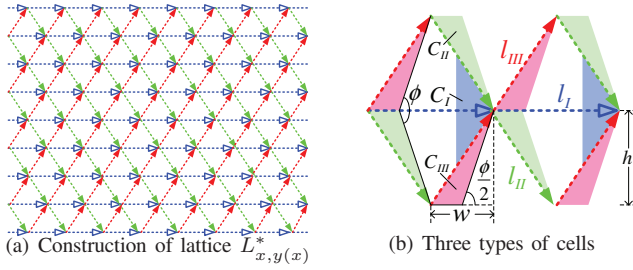 ϕ
C_II
l_III
C_I
l_I
C_III
ϕ/2
l_II
h
w
(a) Construction of lattice L*_{x,y(x)}
(b) Three types of cells